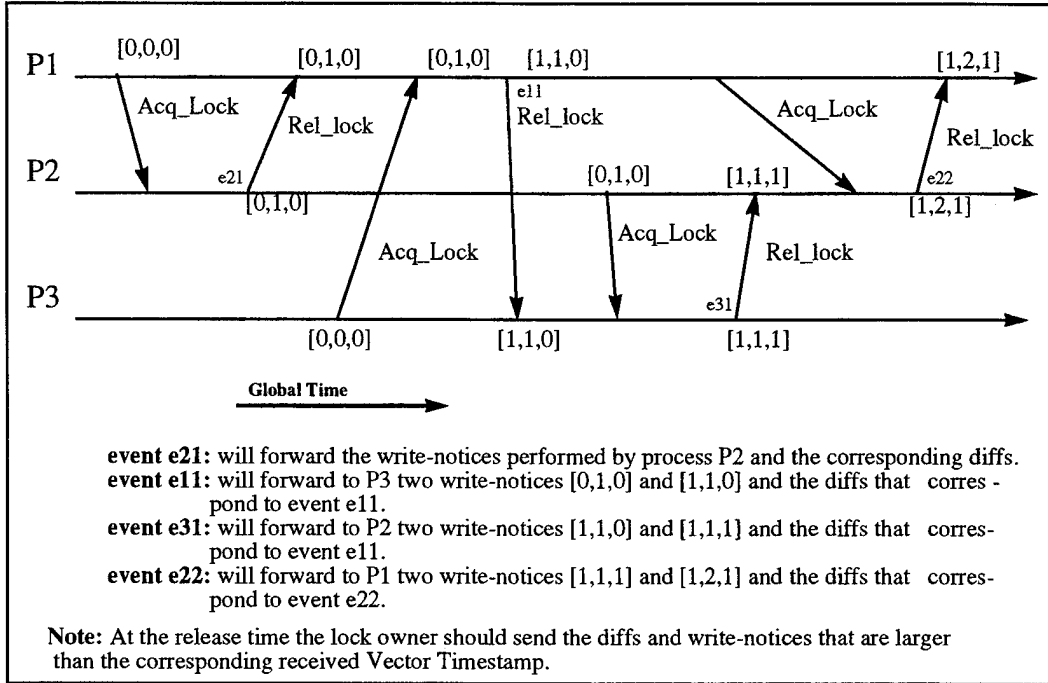 [0,0,0] [0,1,0] [0,1,0] [1,1,0] [1,2,1]
P1
e11
Acq_Lock Rel_lock Rel_lock Acq_Lock Rel_lock
P2 e21 [0,1,0] [1,1,1] e22
[0,1,0] [1,2,1]
Acq_Lock Acq_Lock Rel_lock
P3 e31
[0,0,0] [1,1,0] [1,1,1]
Global Time
event e21: will forward the write-notices performed by process P2 and the corresponding diffs.
event e11: will forward to P3 two write-notices [0,1,0] and [1,1,0] and the diffs that corres -
pond to event e11.
event e31: will forward to P2 two write-notices [1,1,0] and [1,1,1] and the diffs that corres-
pond to event e11.
event e22: will forward to P1 two write-notices [1,1,1] and [1,2,1] and the diffs that corres-
pond to event e22.
Note: At the release time the lock owner should send the diffs and write-notices that are larger
than the corresponding received Vector Timestamp.